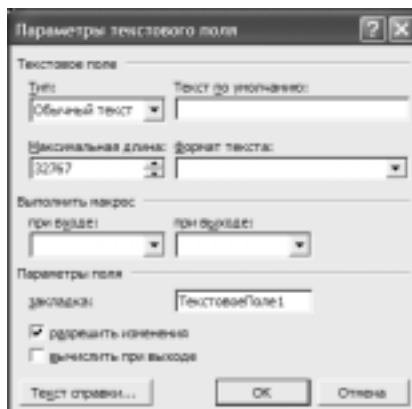 Параметры текстового поля
Текстовое поле
Тип: Текст по умолчанию:
Обычный текст
Максимальная длина: Формат текста:
32767
Выполнить макрос
при входе: при выходе:
Параметры поля
закладка: ТекстовоеПоле1
разрешить изменения
вычислить при выходе
Текст справки... OK Отмена